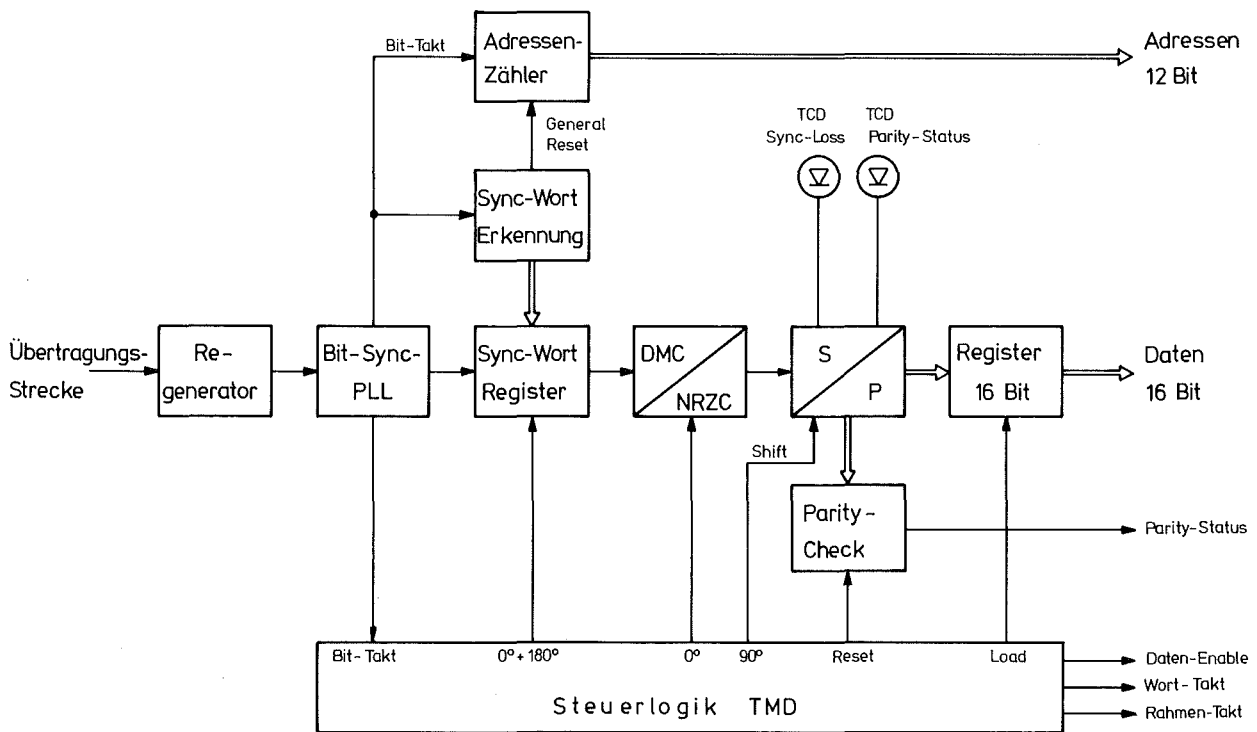 Bit-Takt
Adressen-
Zähler
Adressen
12 Bit
General
Reset
TCD
Sync-Loss
TCD
Parity-Status
Sync-Wort
Erkennung
Übertragungs-
Strecke
Re-
generator
Bit-Sync-
PLL
Sync-Wort
Register
DMC
NRZC
S
P
Register
16 Bit
Daten
16 Bit
Shift
Parity-
Check
Parity-Status
Bit-Takt
0° + 180°
0°
90°
Reset
Load
Steuerlogik TMD
Daten-Enable
Wort-Takt
Rahmen-Takt